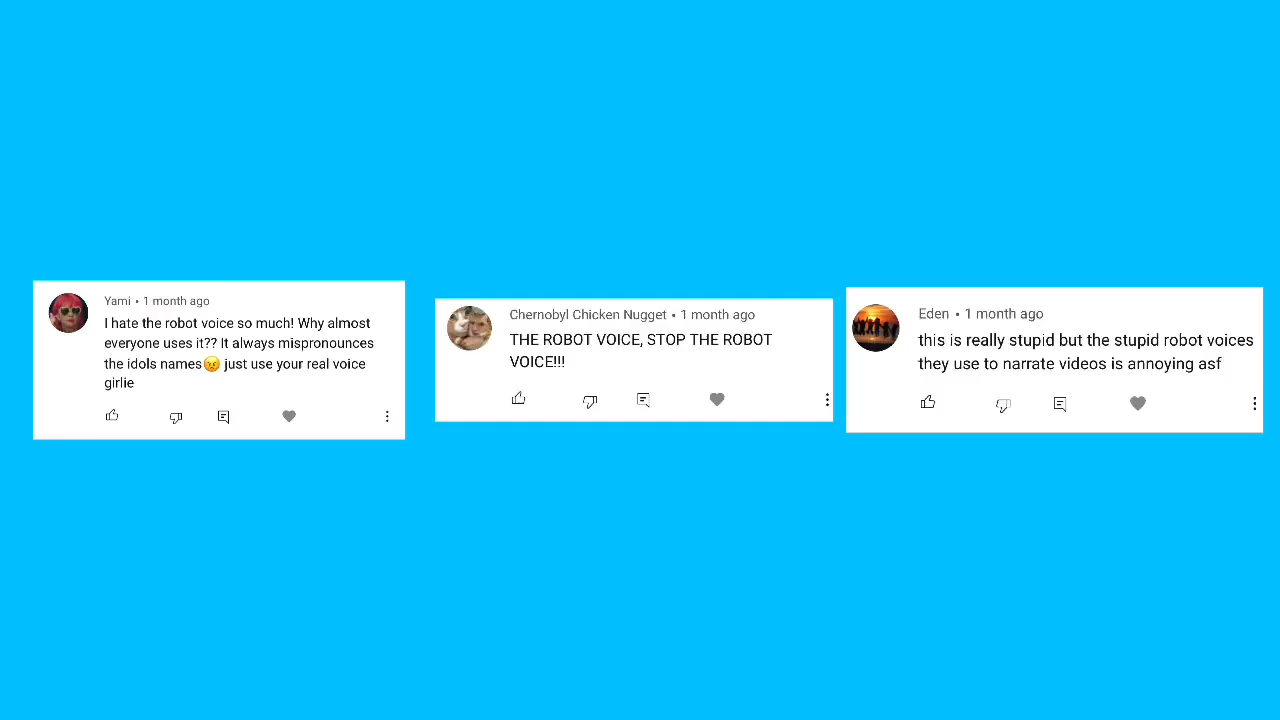 Yami • 1 month ago
I hate the robot voice so much! Why almost
everyone uses it?? It always mispronounces
the idols names😠 just use your real voice
girlie
Chernobyl Chicken Nugget • 1 month ago
THE ROBOT VOICE, STOP THE ROBOT
VOICE!!!
Eden • 1 month ago
this is really stupid but the stupid robot voices
they use to narrate videos is annoying asf